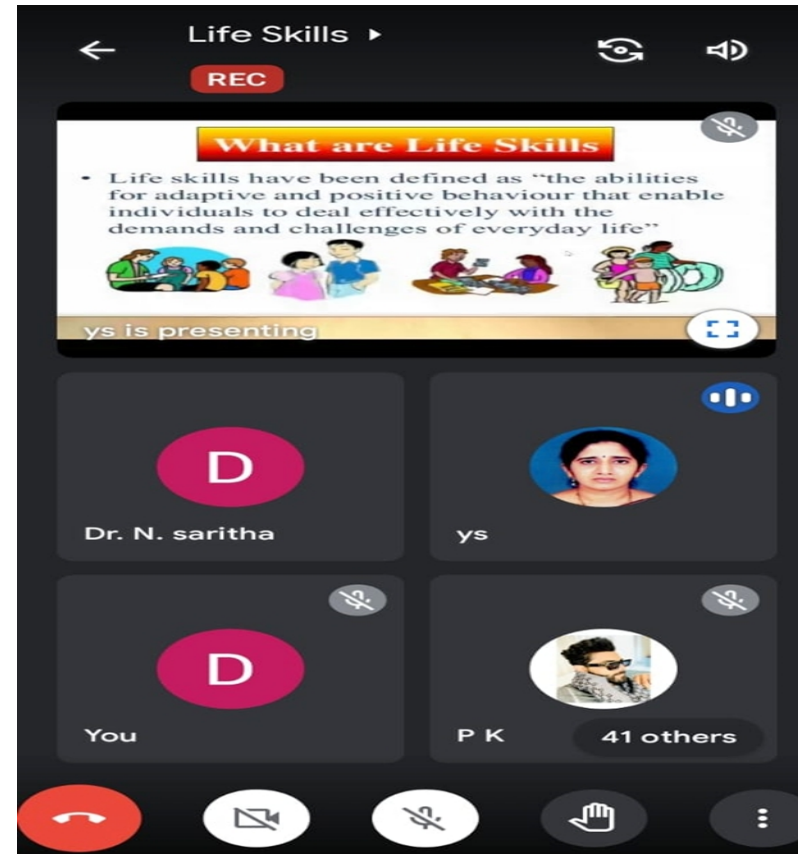 Life Skills
REC
What are Life Skills
• Life skills have been defined as “the abilities
for adaptive and positive behaviour that enable
individuals to deal effectively with the
demands and challenges of everyday life”
ys is presenting
D
Dr. N. saritha
ys
D
You
P K
41 others